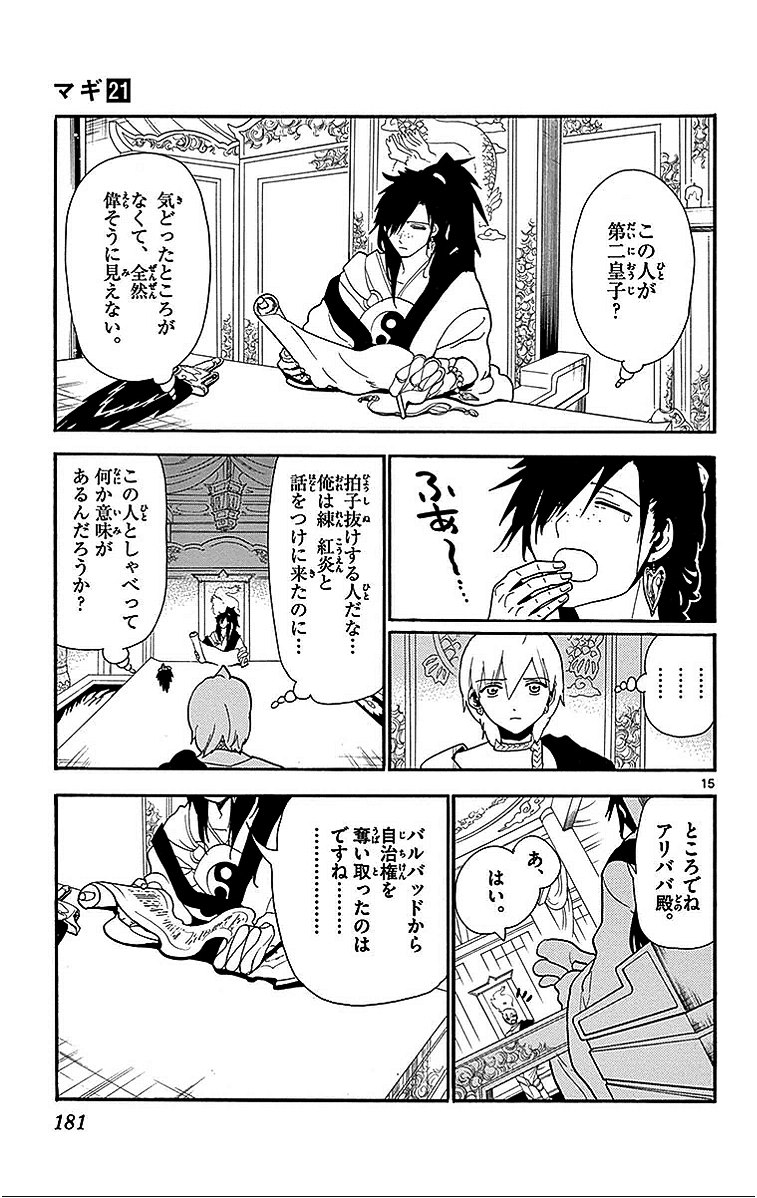 マギ21
この人が
第二皇子?
気どったところが
なくて、全然
偉そうに見えない。
ふあ〜…
………
拍子抜けする人だな…
俺は練 紅炎と
話をつけに来たのに…
この人としゃべって
何か意味が
あるんだろうか?
15
ところでね
アリババ殿。
あ、
はい。
バルバッドから
自治権を
奪い取ったのは
ですね………
………………
181